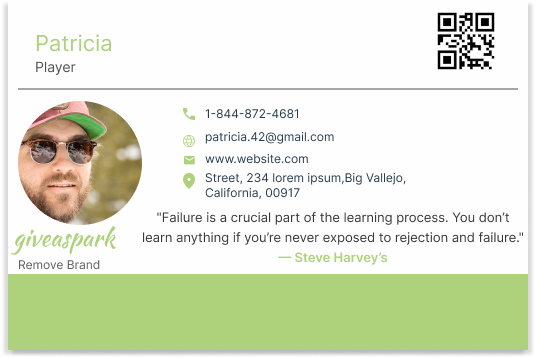 Patricia
Player
1-844-872-4681
patricia.42@gmail.com
www.website.com
Street, 234 lorem ipsum,Big Vallejo,
California, 00917
giveaspark
Remove Brand
"Failure is a crucial part of the learning process. You don’t
learn anything if you’re never exposed to rejection and failure."
— Steve Harvey’s